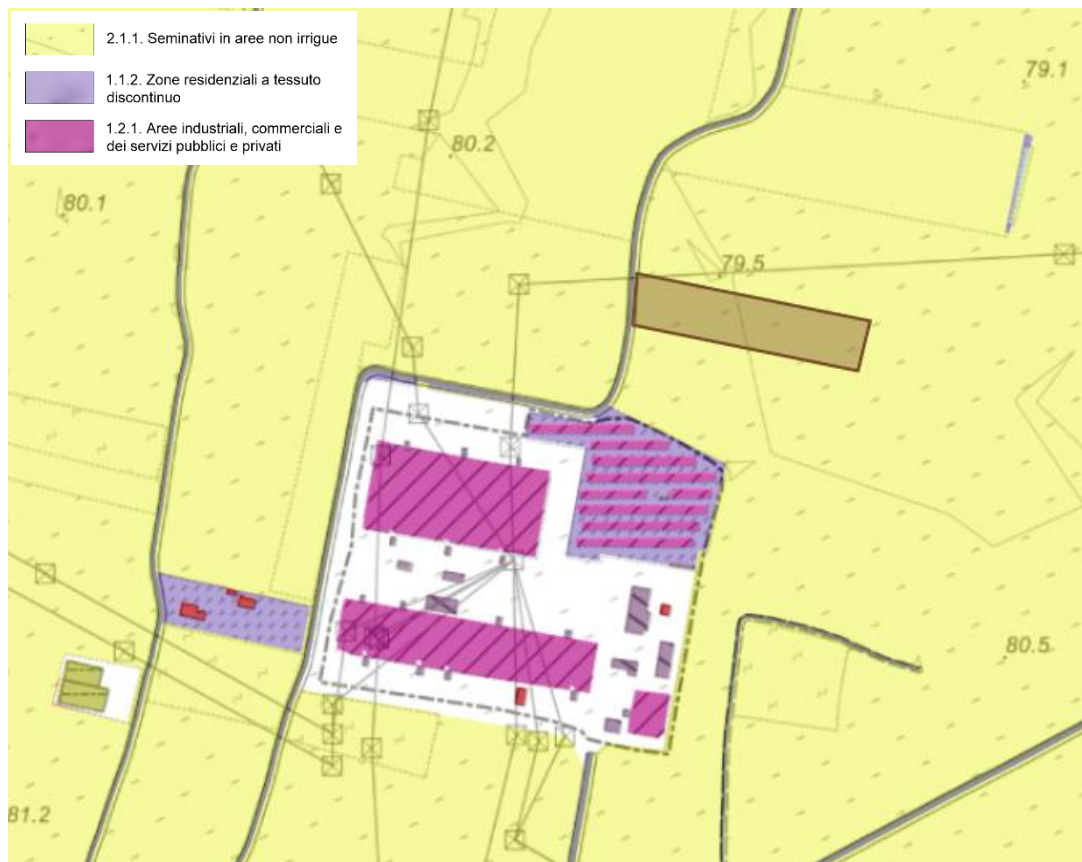 2.1.1. Seminativi in aree non irrigue
1.1.2. Zone residenziali a tessuto
discontinuo
1.2.1. Aree industriali, commerciali e
dei servizi pubblici e privati
79.1
80.2
80.1
79.5
80.5
81.2